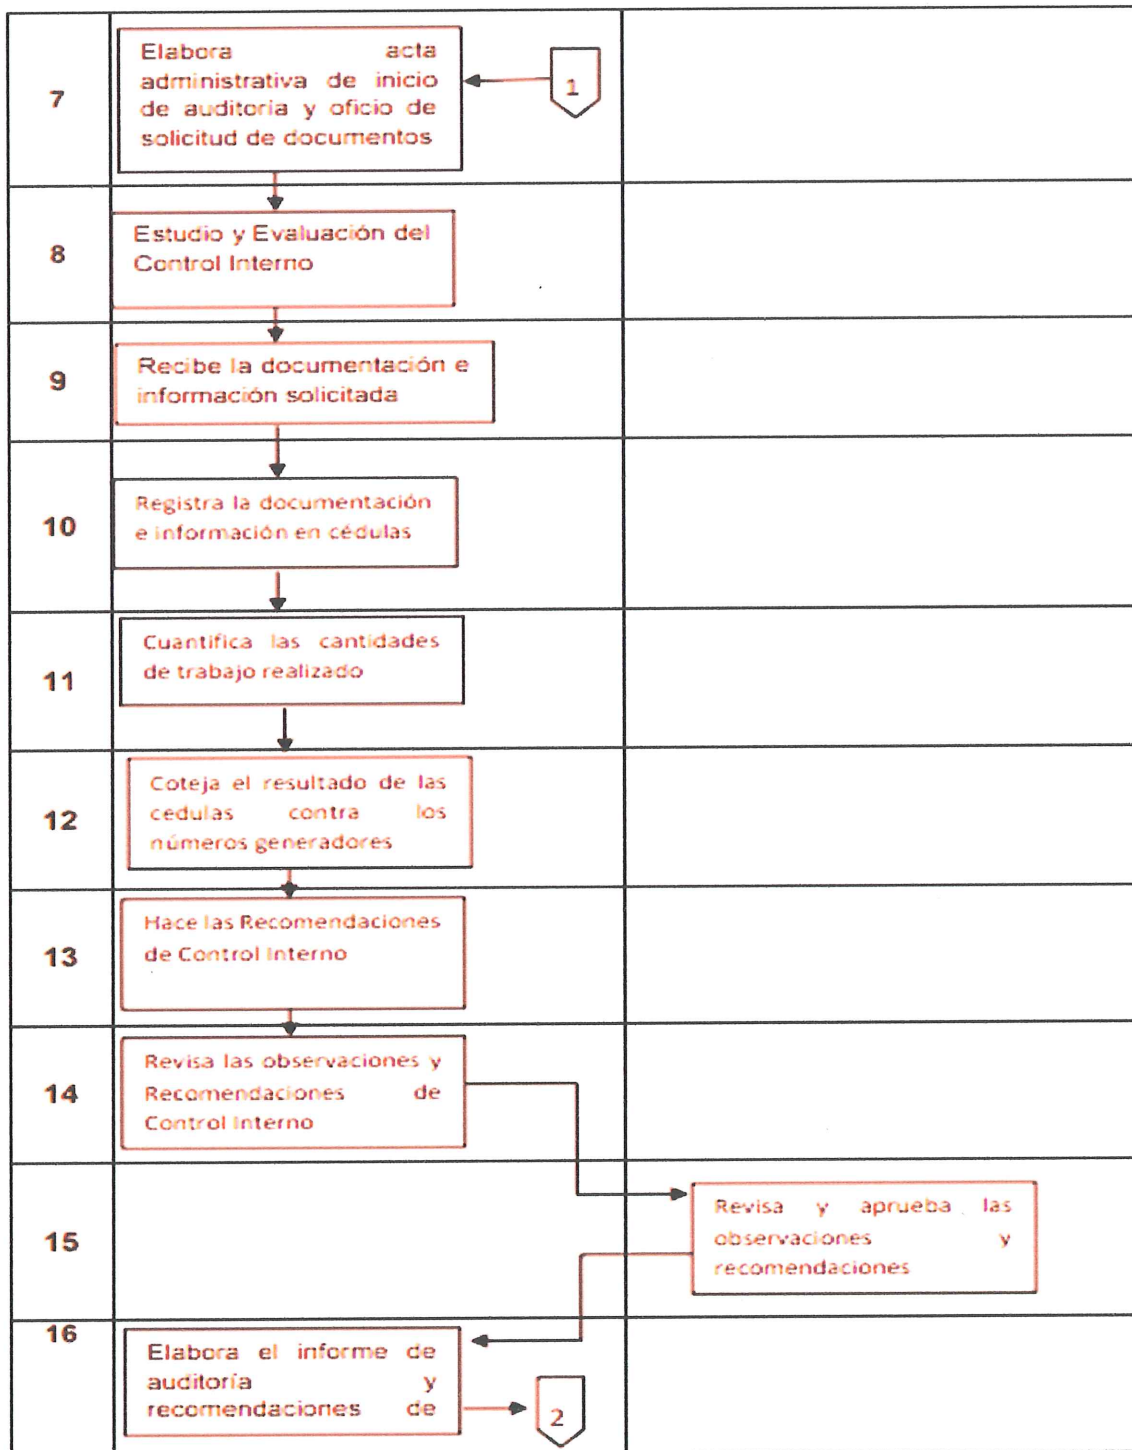 7
Elabora acta
administrativa de inicio
de auditoría y oficio de
solicitud de documentos
1
8
Estudio y Evaluación del
Control Interno
9
Recibe la documentación e
información solicitada
10
Registra la documentación
e información en cédulas
11
Cuantifica las cantidades
de trabajo realizado
12
Coteja el resultado de las
cedulas contra los
números generadores
13
Hace las Recomendaciones
de Control Interno
14
Revisa las observaciones y
Recomendaciones de
Control Interno
15
Revisa y aprueba las
observaciones y
recomendaciones
16
Elabora el informe de
auditoría y
recomendaciones de
2